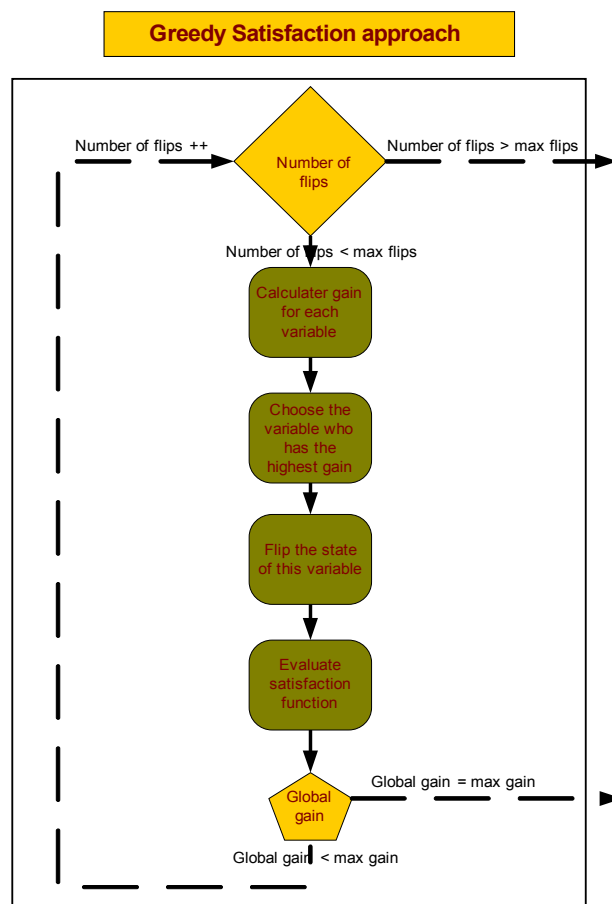 Greedy Satisfaction approach
Number of flips ++
Number of flips > max flips
Number of
flips
Number of flips < max flips
Calculater gain
for each
variable
Choose the
variable who
has the
highest gain
Flip the state
of this variable
Evaluate
satisfaction
function
Global gain = max gain
Global
gain
Global gain < max gain